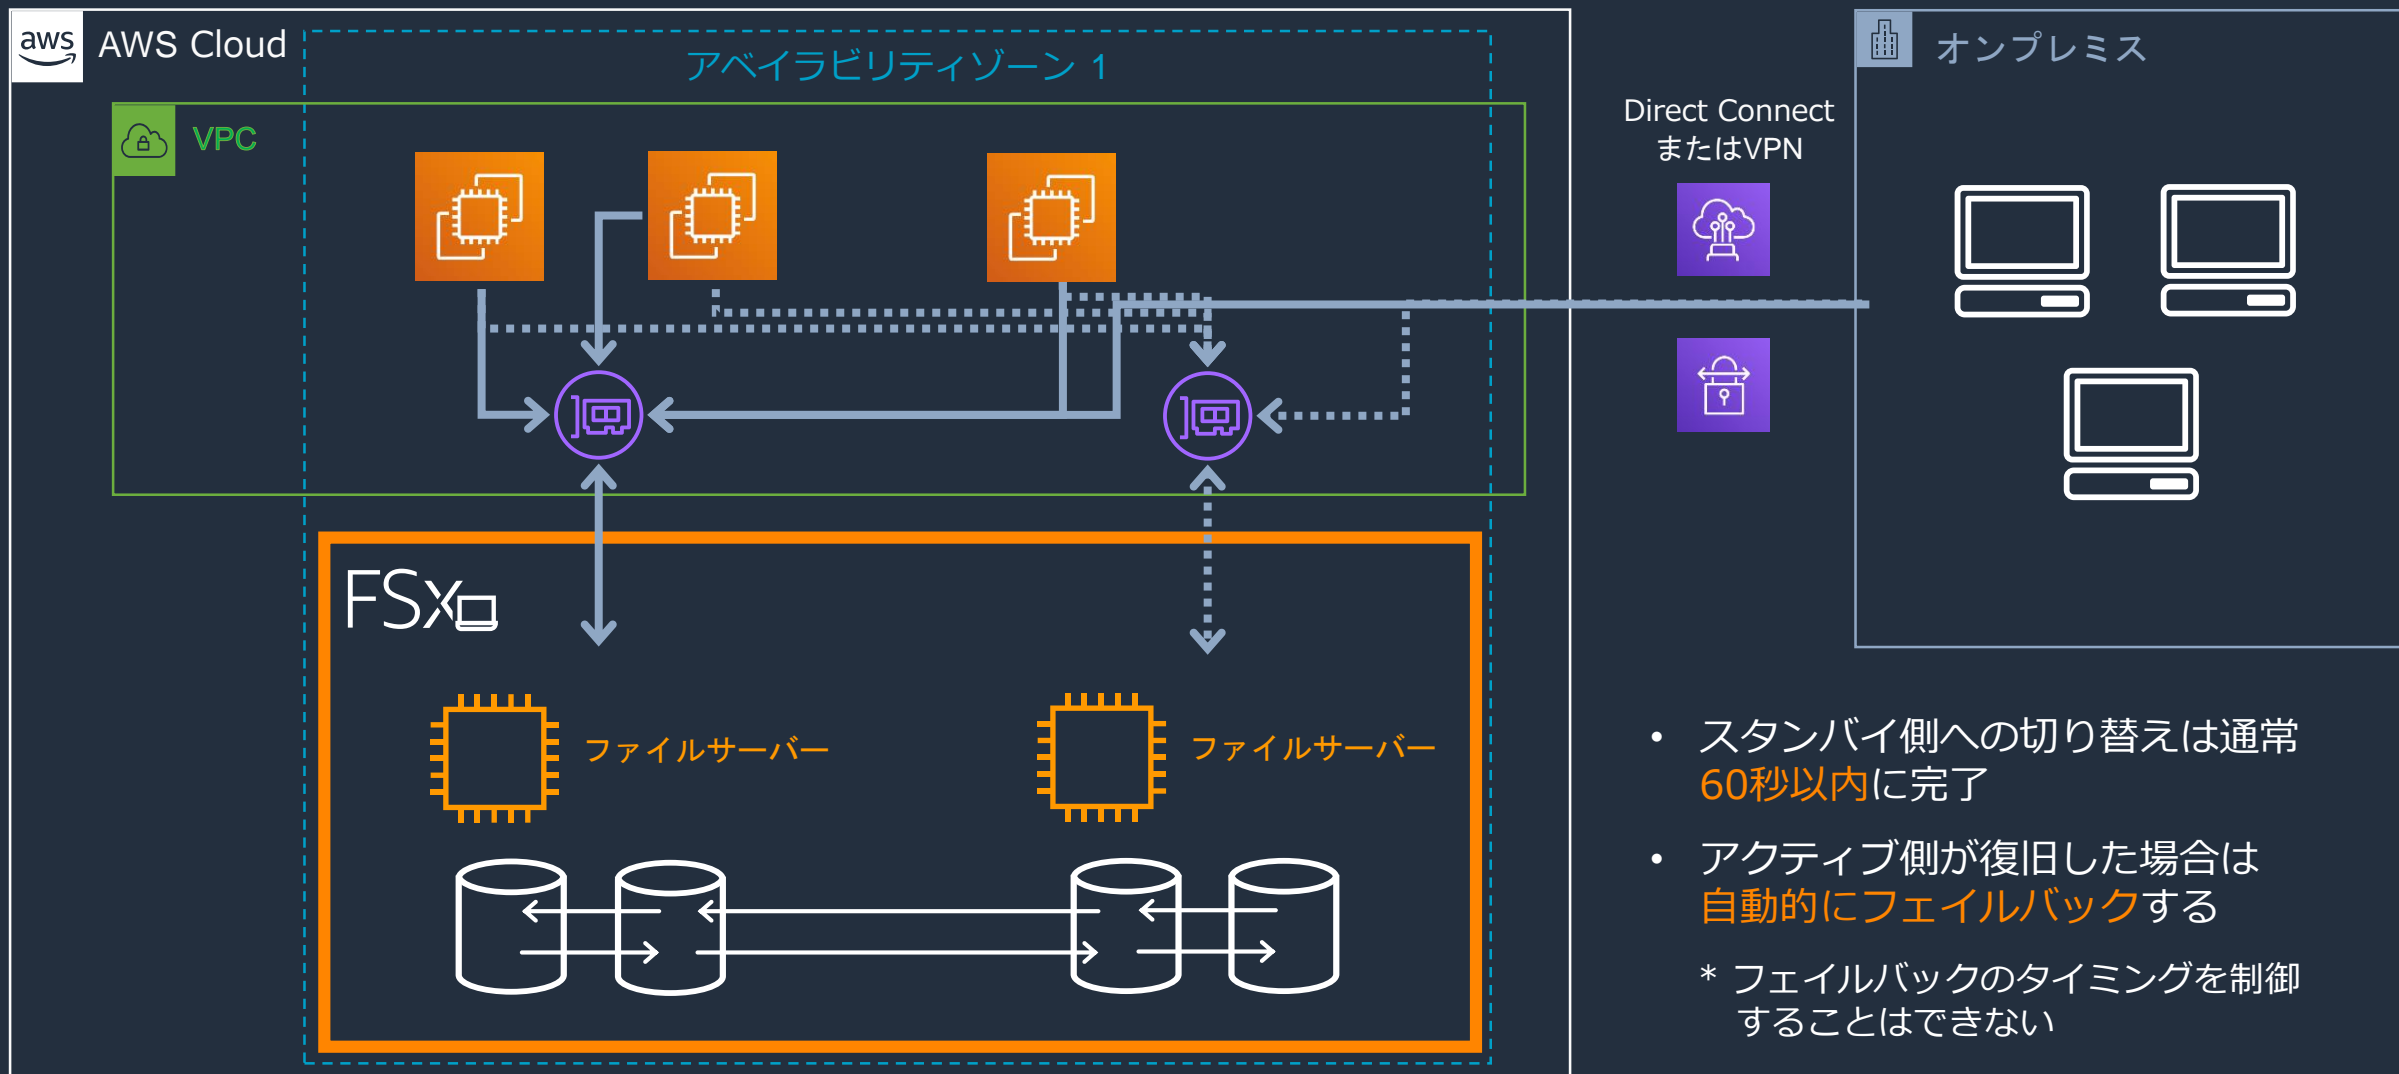 aws
AWS Cloud
アベイラビリティゾーン 1
VPC
Direct Connect
またはVPN
オンプレミス
FSx
ファイルサーバー
ファイルサーバー
• スタンバイ側への切り替えは通常
60秒以内に完了
• アクティブ側が復旧した場合は
自動的にフェイルバックする
* フェイルバックのタイミングを制御
することはできない